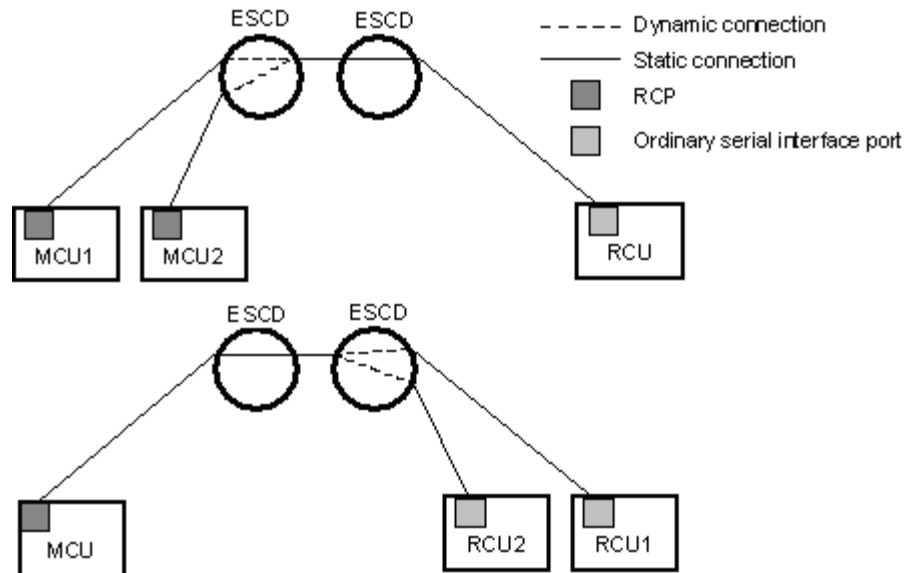 ESCD
ESCD
Dynamic connection
Static connection
RCP
Ordinary serial interface port
MCU1
MCU2
RCU
ESCD
ESCD
MCU
RCU2
RCU1